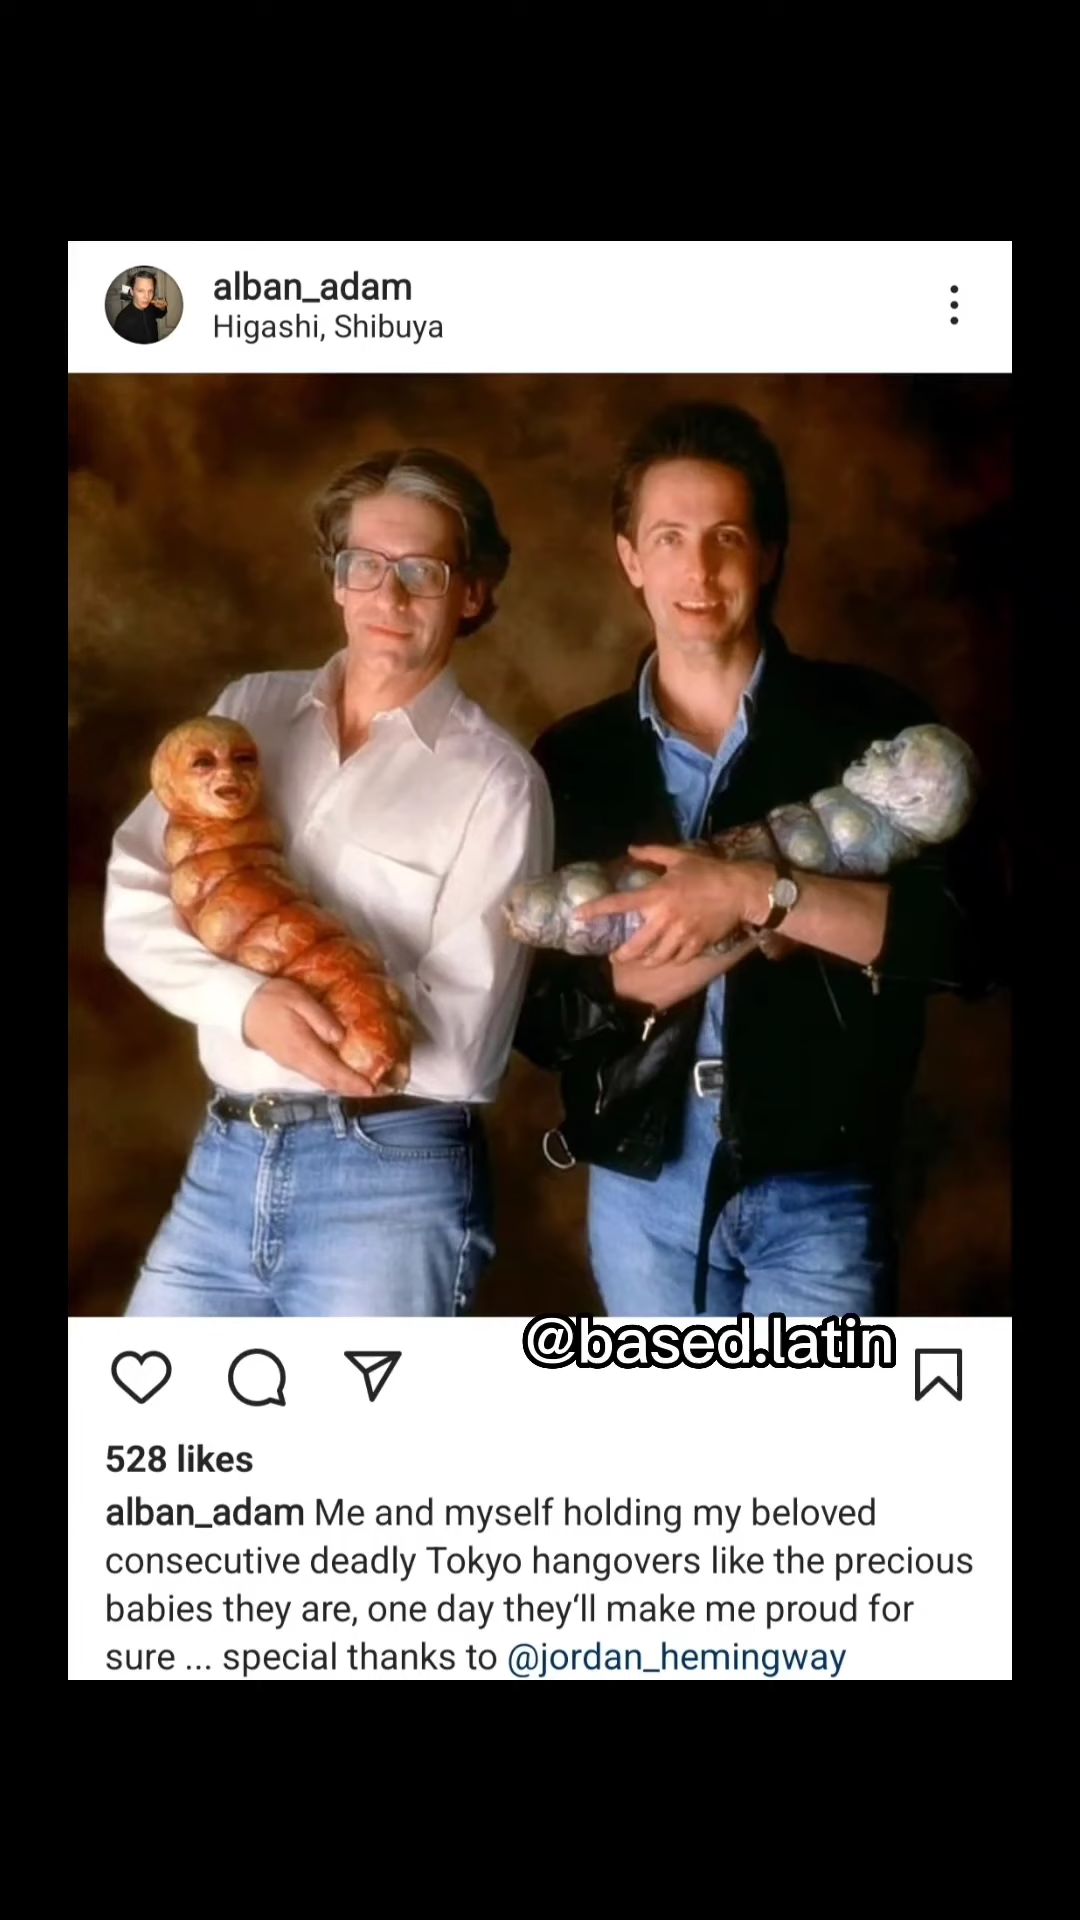 alban_adam
Higashi, Shibuya
@based.latin
528 likes
alban_adam Me and myself holding my beloved
consecutive deadly Tokyo hangovers like the precious
babies they are, one day they‘ll make me proud for
sure ... special thanks to @jordan_hemingway